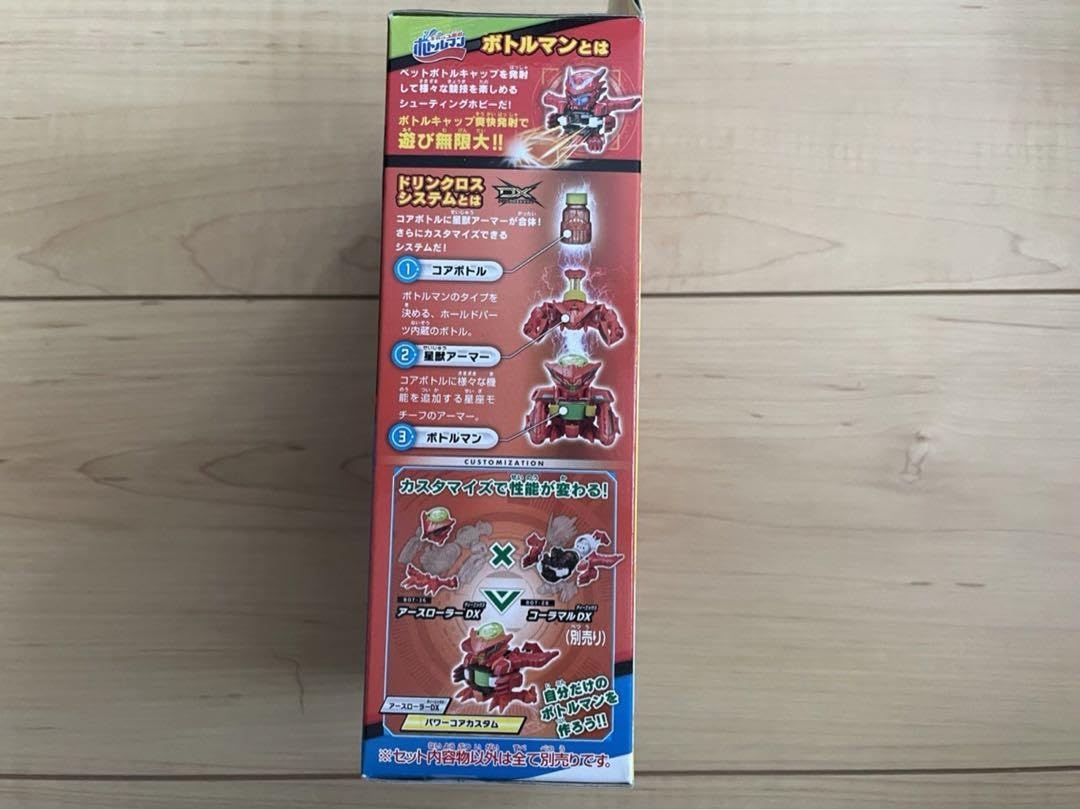 ボトルマン
ボトルマンとは
ペットボトルキャップを発射
して様々な競技を楽しめる
シューティングホビーだ!
ボトルキャップ爽快発射で
遊び無限大!!
ドリンクロス
システムとは
DX
コアボトルに星獣アーマーが合体!
さらにカスタマイズできる
システムだ!
1 コアボトル
ボトルマンのタイプを
決める、ホールドパー
ツ内蔵のボトル。
2 星獣アーマー
コアボトルに様々な機
能を追加する星座モ
チーフのアーマー。
3 ボトルマン
CUSTOMIZATION
カスタマイズで性能が変わる!
BOT-26
アースローラーDX
BOT-28
コーラマルDX
(別売り)
アースローラーDX
パワーコアカスタム
自分だけの
ボトルマンを
作ろう!!
※セット内容物以外は全て別売りです。